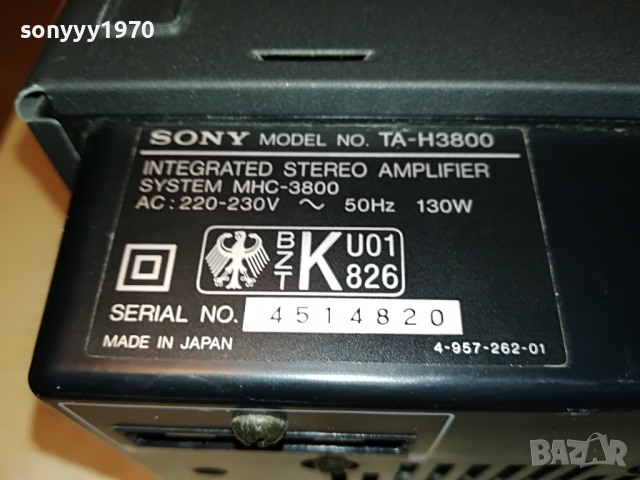 sonyyy1970
SONY MODEL NO. TA-H3800
INTEGRATED STEREO AMPLIFIER
SYSTEM MHC-3800
AC: 220-230V ～ 50Hz 130W
BZT K U01 826
SERIAL NO. 4514820
MADE IN JAPAN 4-957-262-01
BAZAR